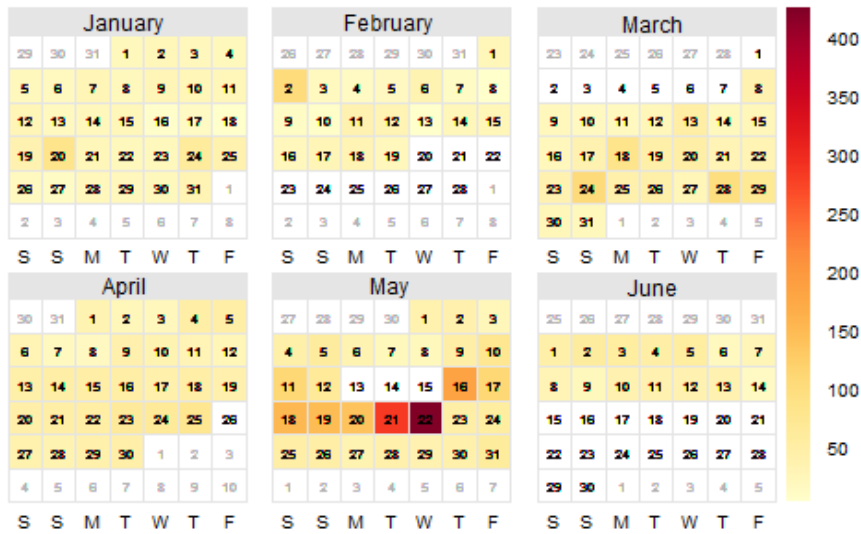 January February March
29 30 31 1 2 3 4 26 27 28 29 30 31 1 23 24 25 26 27 28 1
5 6 7 8 9 10 11 2 3 4 5 6 7 8 2 3 4 5 6 7 8
12 13 14 15 16 17 18 9 10 11 12 13 14 15 9 10 11 12 13 14 15
19 20 21 22 23 24 25 16 17 18 19 20 21 22 16 17 18 19 20 21 22
26 27 28 29 30 31 1 23 24 25 26 27 28 1 23 24 25 26 27 28 29
2 3 4 5 6 7 8 2 3 4 5 6 7 8 30 31 1 2 3 4 5
S S M T W T F S S M T W T F S S M T W T F
April May June
30 31 1 2 3 4 5 27 28 29 30 1 2 3 25 26 27 28 29 30 31
6 7 8 9 10 11 12 4 5 6 7 8 9 10 1 2 3 4 5 6 7
13 14 15 16 17 18 19 11 12 13 14 15 16 17 8 9 10 11 12 13 14
20 21 22 23 24 25 26 18 19 20 21 22 23 24 15 16 17 18 19 20 21
27 28 29 30 1 2 3 25 26 27 28 29 30 31 22 23 24 25 26 27 28
4 5 6 7 8 9 10 1 2 3 4 5 6 7 29 30 1 2 3 4 5
S S M T W T F S S M T W T F S S M T W T F
400
350
300
250
200
150
100
50